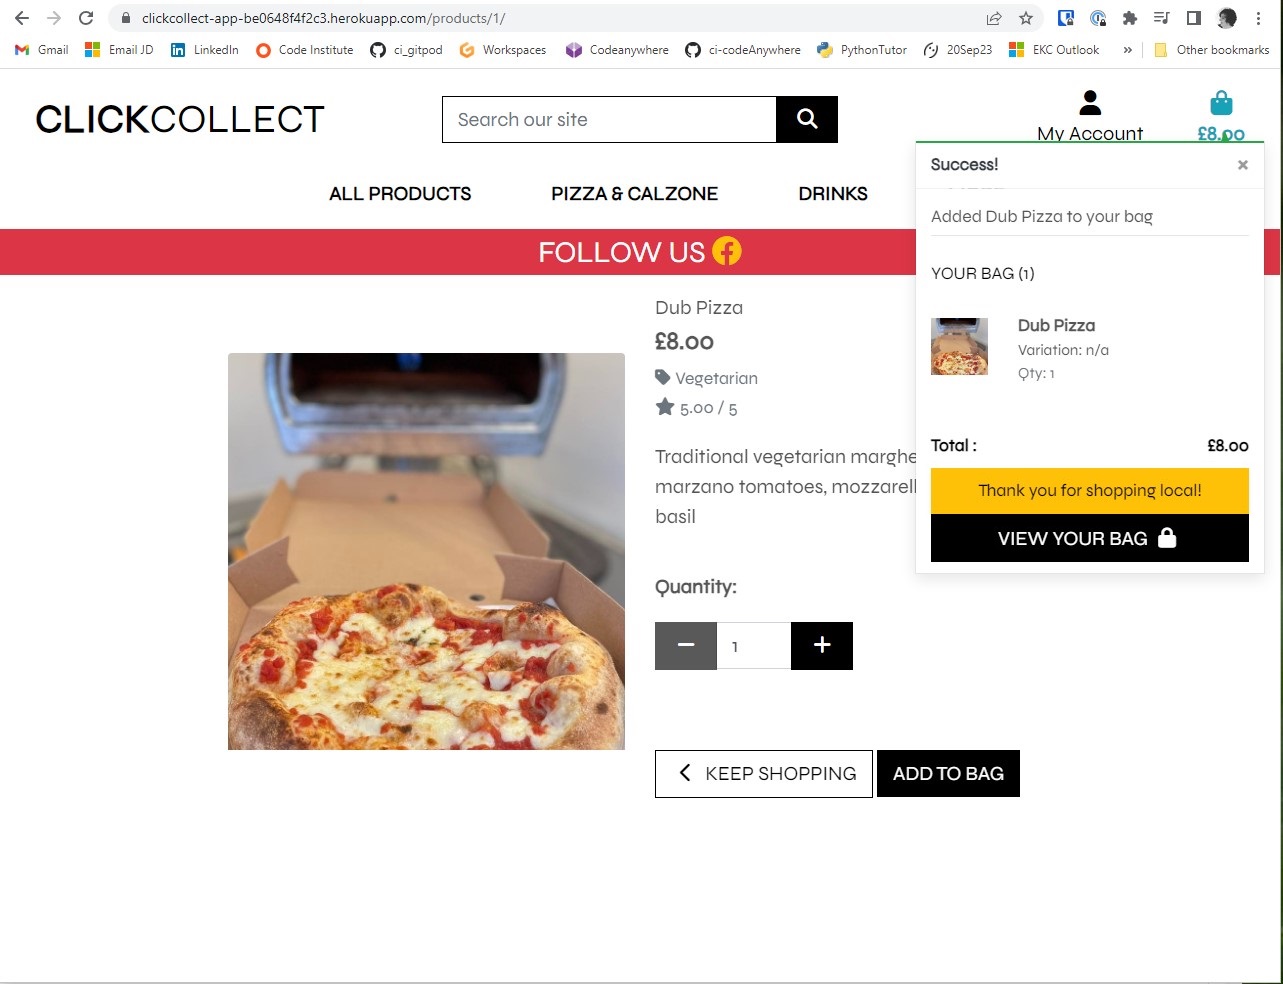 clickcollect-app-be0648f4f2c3.herokuapp.com/products/1/
Gmail Email JD LinkedIn Code Institute ci_gitpod Workspaces Codeanywhere ci-codeAnywhere PythonTutor 20Sep23 EKC Outlook » Other bookmarks
CLICKCOLLECT
Search our site
My Account
£8.00
ALL PRODUCTS PIZZA & CALZONE DRINKS
FOLLOW US
Success! ×
Added Dub Pizza to your bag
YOUR BAG (1)
Dub Pizza
Variation: n/a
Qty: 1
Total : £8.00
Thank you for shopping local!
VIEW YOUR BAG
Dub Pizza
£8.00
Vegetarian
5.00 / 5
Traditional vegetarian marghe
marzano tomatoes, mozzarell
basil
Quantity:
1
KEEP SHOPPING ADD TO BAG